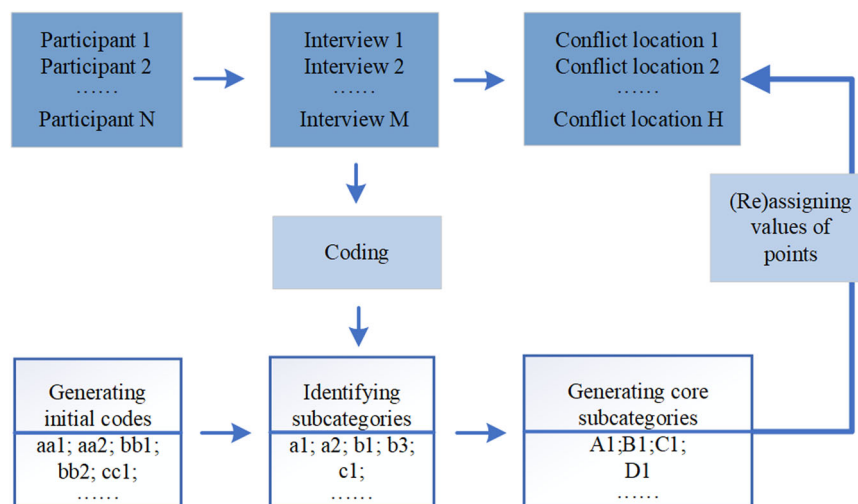 Participant 1
Participant 2
......
Participant N
Interview 1
Interview 2
......
Interview M
Conflict location 1
Conflict location 2
......
Conflict location H
(Re)assigning
values of
points
Coding
Generating
initial codes
aa1; aa2; bb1;
bb2; cc1;
......
Identifying
subcategories
a1; a2; b1; b3;
c1;
......
Generating core
subcategories
A1;B1;C1;
D1
......